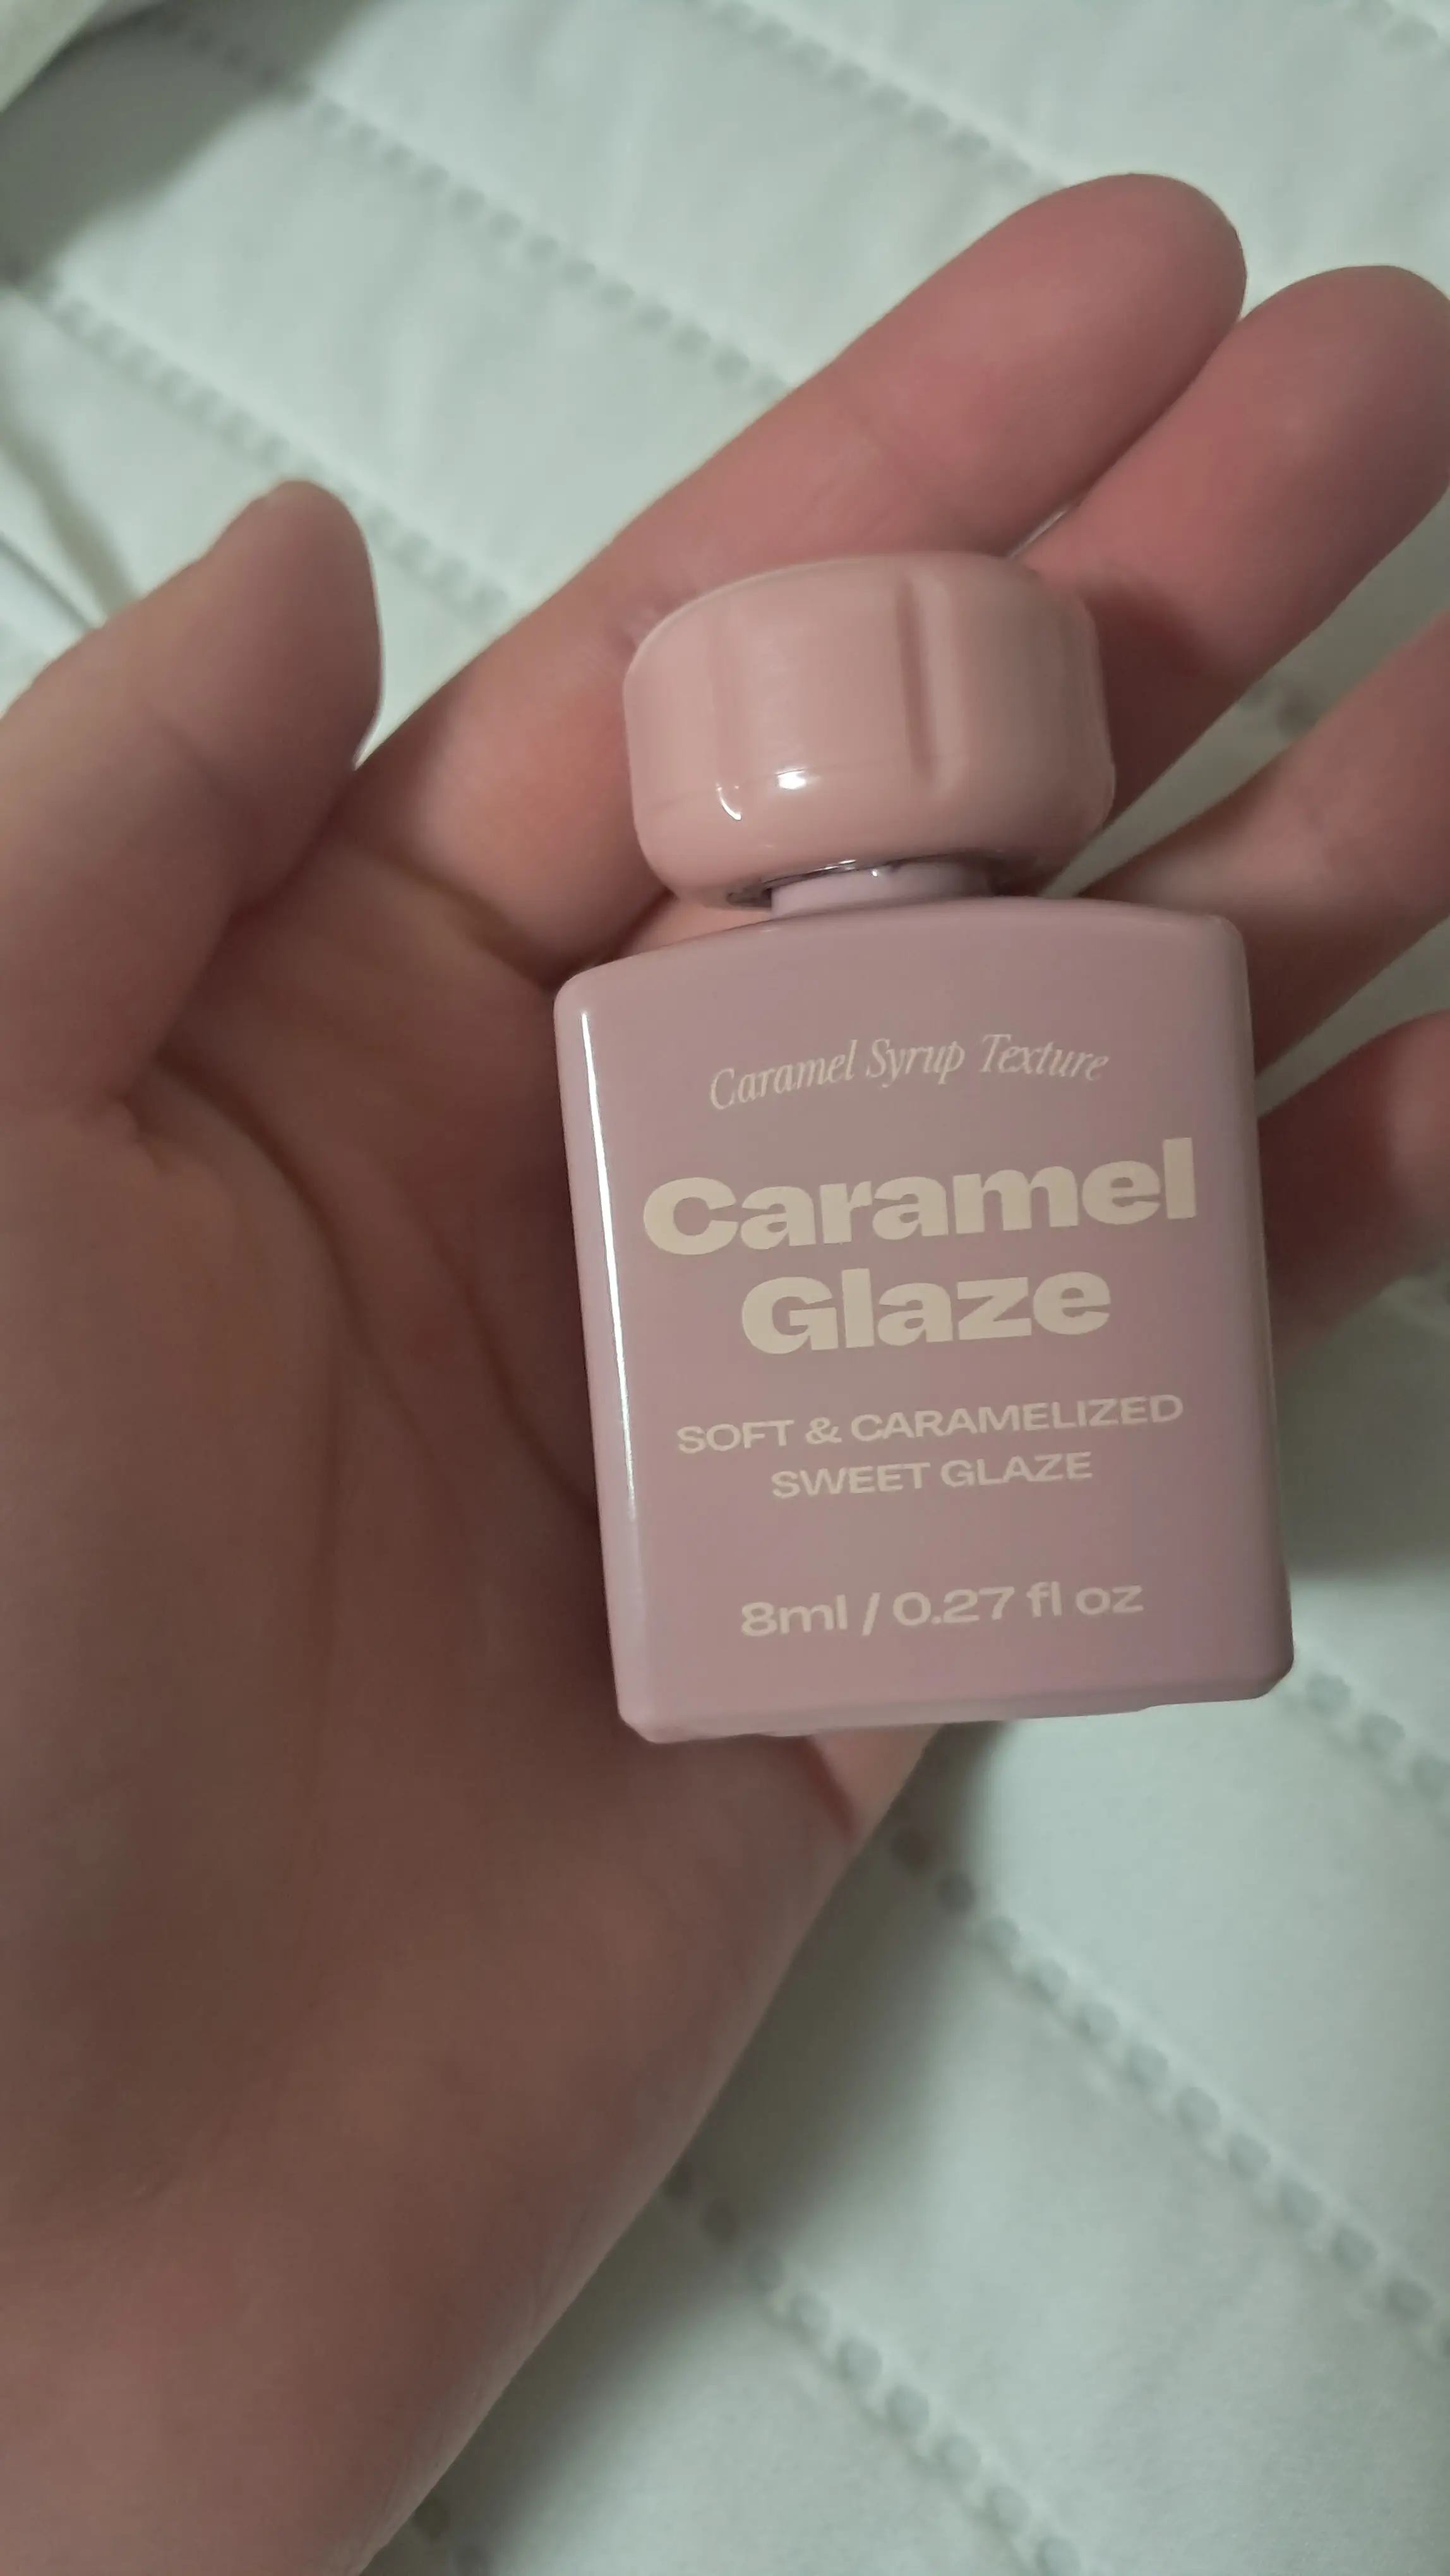 Caramel Syrup Texture
Caramel
Glaze
SOFT & CARAMELIZED
SWEET GLAZE
8ml / 0.27 fl oz